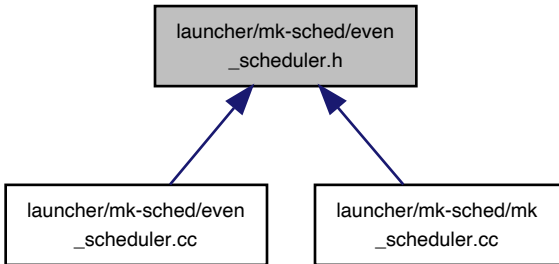 launcher/mk-sched/even
_scheduler.h
launcher/mk-sched/even
_scheduler.cc
launcher/mk-sched/mk
_scheduler.cc